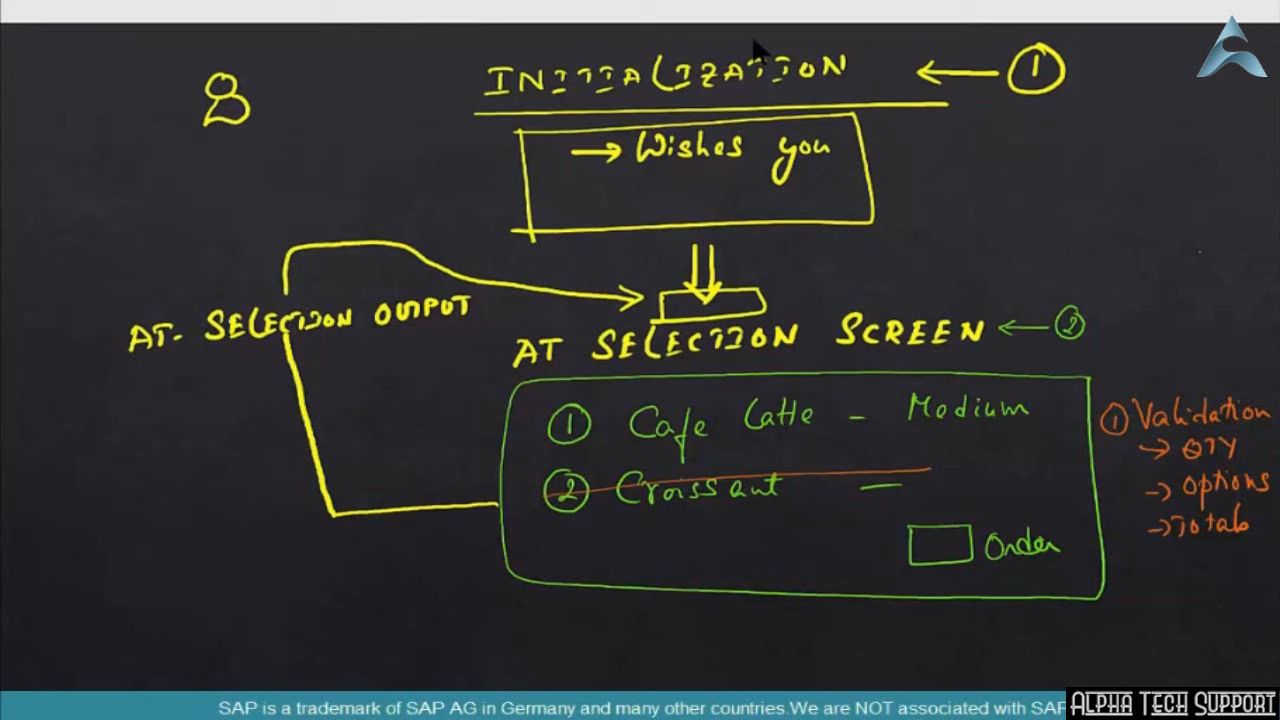 INITIALIZATION ← ①
→ Wishes you
AT- SELECTION OUTPUT
AT SELECTION SCREEN ← ②
① Cafe Latte - Medium
② Croissant —
Order
① Validation
→ QTY
→ Options
→ Totals
SAP is a trademark of SAP AG in Germany and many other countries.We are NOT associated with SAP
ALPHA TECH SUPPORT